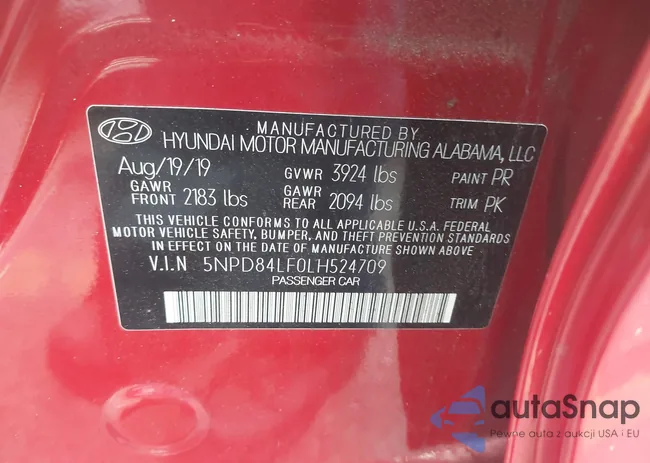 MANUFACTURED BY
HYUNDAI MOTOR MANUFACTURING ALABAMA, LLC
Aug/19/19 GVWR 3924 lbs PAINT PR
GAWR FRONT 2183 lbs GAWR REAR 2094 lbs TRIM PK
THIS VEHICLE CONFORMS TO ALL APPLICABLE U.S.A. FEDERAL
MOTOR VEHICLE SAFETY, BUMPER, AND THEFT PREVENTION STANDARDS
IN EFFECT ON THE DATE OF MANUFACTURE SHOWN ABOVE
V.I.N 5NPD84LF0LH524709
PASSENGER CAR
autaSnap
Pewne auta z aukcji USA i EU